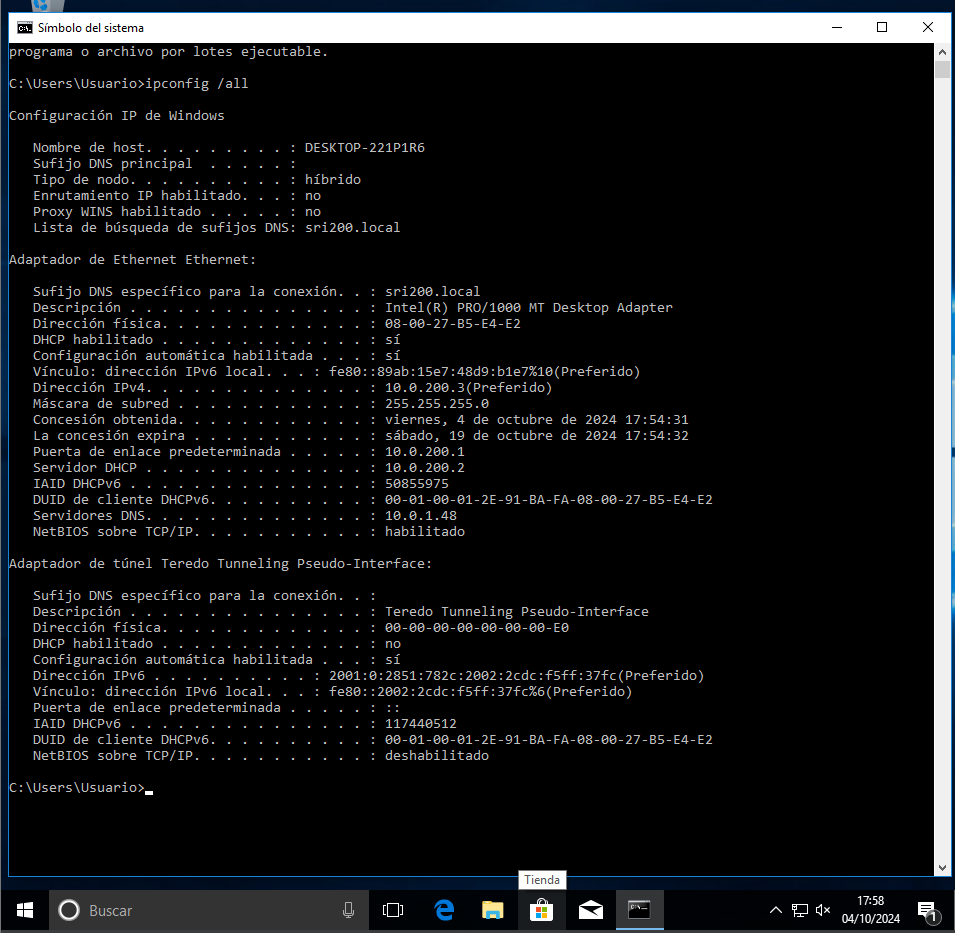 Símbolo del sistema
programa o archivo por lotes ejecutable.
C:\Users\Usuario>ipconfig /all
Configuración IP de Windows
Nombre de host. . . . . . . . . : DESKTOP-221P1R6
Sufijo DNS principal  . . . . . :
Tipo de nodo. . . . . . . . . . : híbrido
Enrutamiento IP habilitado. . . : no
Proxy WINS habilitado . . . . . : no
Lista de búsqueda de sufijos DNS: sri200.local
Adaptador de Ethernet Ethernet:
Sufijo DNS específico para la conexión. . : sri200.local
Descripción . . . . . . . . . . . . . . . : Intel(R) PRO/1000 MT Desktop Adapter
Dirección física. . . . . . . . . . . . . : 08-00-27-B5-E4-E2
DHCP habilitado . . . . . . . . . . . . . : sí
Configuración automática habilitada . . . : sí
Vínculo: dirección IPv6 local. . . : fe80::89ab:15e7:48d9:b1e7%10(Preferido)
Dirección IPv4. . . . . . . . . . . . . . : 10.0.200.3(Preferido)
Máscara de subred . . . . . . . . . . . . : 255.255.255.0
Concesión obtenida. . . . . . . . . . . . : viernes, 4 de octubre de 2024 17:54:31
La concesión expira . . . . . . . . . . . : sábado, 19 de octubre de 2024 17:54:32
Puerta de enlace predeterminada . . . . . : 10.0.200.1
Servidor DHCP . . . . . . . . . . . . . . : 10.0.200.2
IAID DHCPv6 . . . . . . . . . . . . . . . : 50855975
DUID de cliente DHCPv6. . . . . . . . . . : 00-01-00-01-2E-91-BA-FA-08-00-27-B5-E4-E2
Servidores DNS. . . . . . . . . . . . . . : 10.0.1.48
NetBIOS sobre TCP/IP. . . . . . . . . . . : habilitado
Adaptador de túnel Teredo Tunneling Pseudo-Interface:
Sufijo DNS específico para la conexión. . :
Descripción . . . . . . . . . . . . . . . : Teredo Tunneling Pseudo-Interface
Dirección física. . . . . . . . . . . . . : 00-00-00-00-00-00-00-E0
DHCP habilitado . . . . . . . . . . . . . : no
Configuración automática habilitada . . . : sí
Dirección IPv6 . . . . . . . . . . : 2001:0:2851:782c:2002:2cdc:f5ff:37fc(Preferido)
Vínculo: dirección IPv6 local. . . : fe80::2002:2cdc:f5ff:37fc%6(Preferido)
Puerta de enlace predeterminada . . . . . : ::
IAID DHCPv6 . . . . . . . . . . . . . . . : 117440512
DUID de cliente DHCPv6. . . . . . . . . . : 00-01-00-01-2E-91-BA-FA-08-00-27-B5-E4-E2
NetBIOS sobre TCP/IP. . . . . . . . . . . : deshabilitado
C:\Users\Usuario>
Tienda
Buscar
17:58
04/10/2024
1